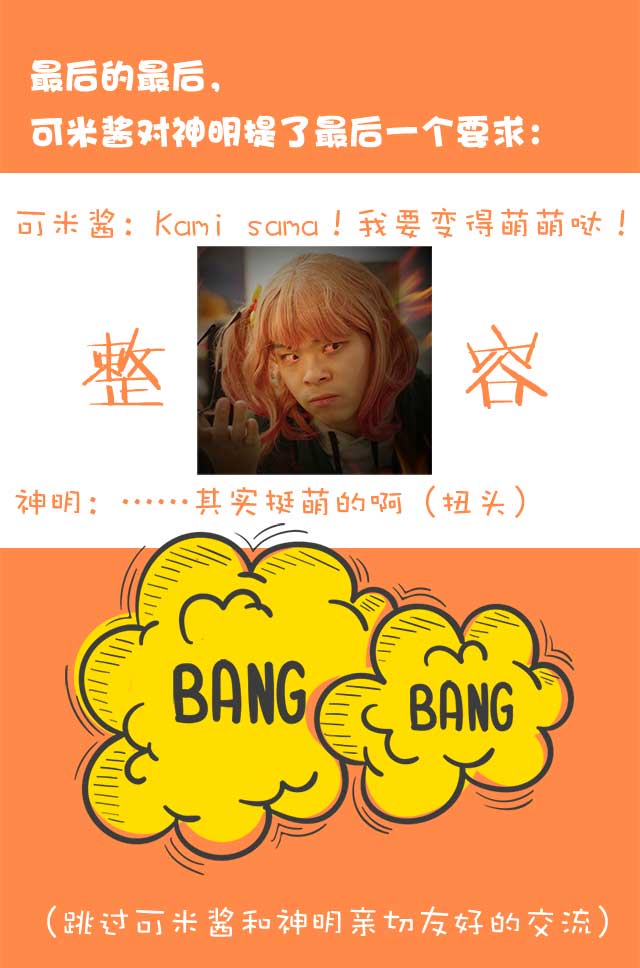 最后的最后，
可米酱对神明提了最后一个要求：
可米酱：Kami sama！我要变得萌萌哒！
整 容
神明：……其实挺萌的啊（扭头）
BANG
BANG
（跳过可米酱和神明亲切友好的交流）